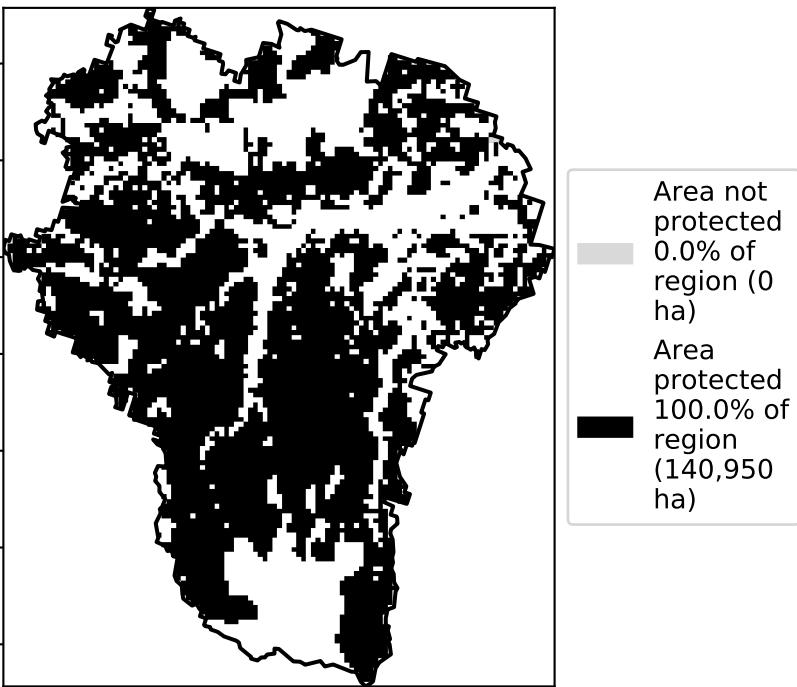 Area not
protected
0.0% of
region (0
ha)
Area
protected
100.0% of
region
(140,950
ha)